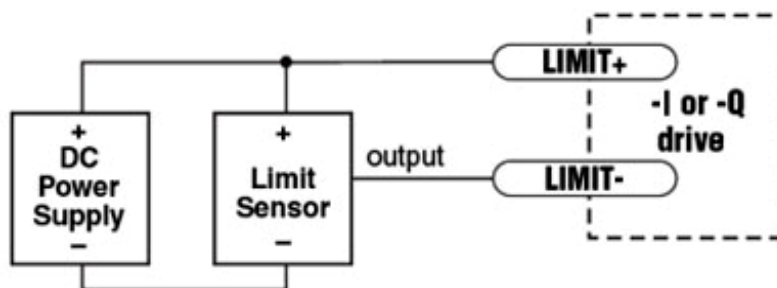 LIMIT+
-I or -Q
drive
+
DC
Power
Supply
–
+
Limit
Sensor
–
output
LIMIT-